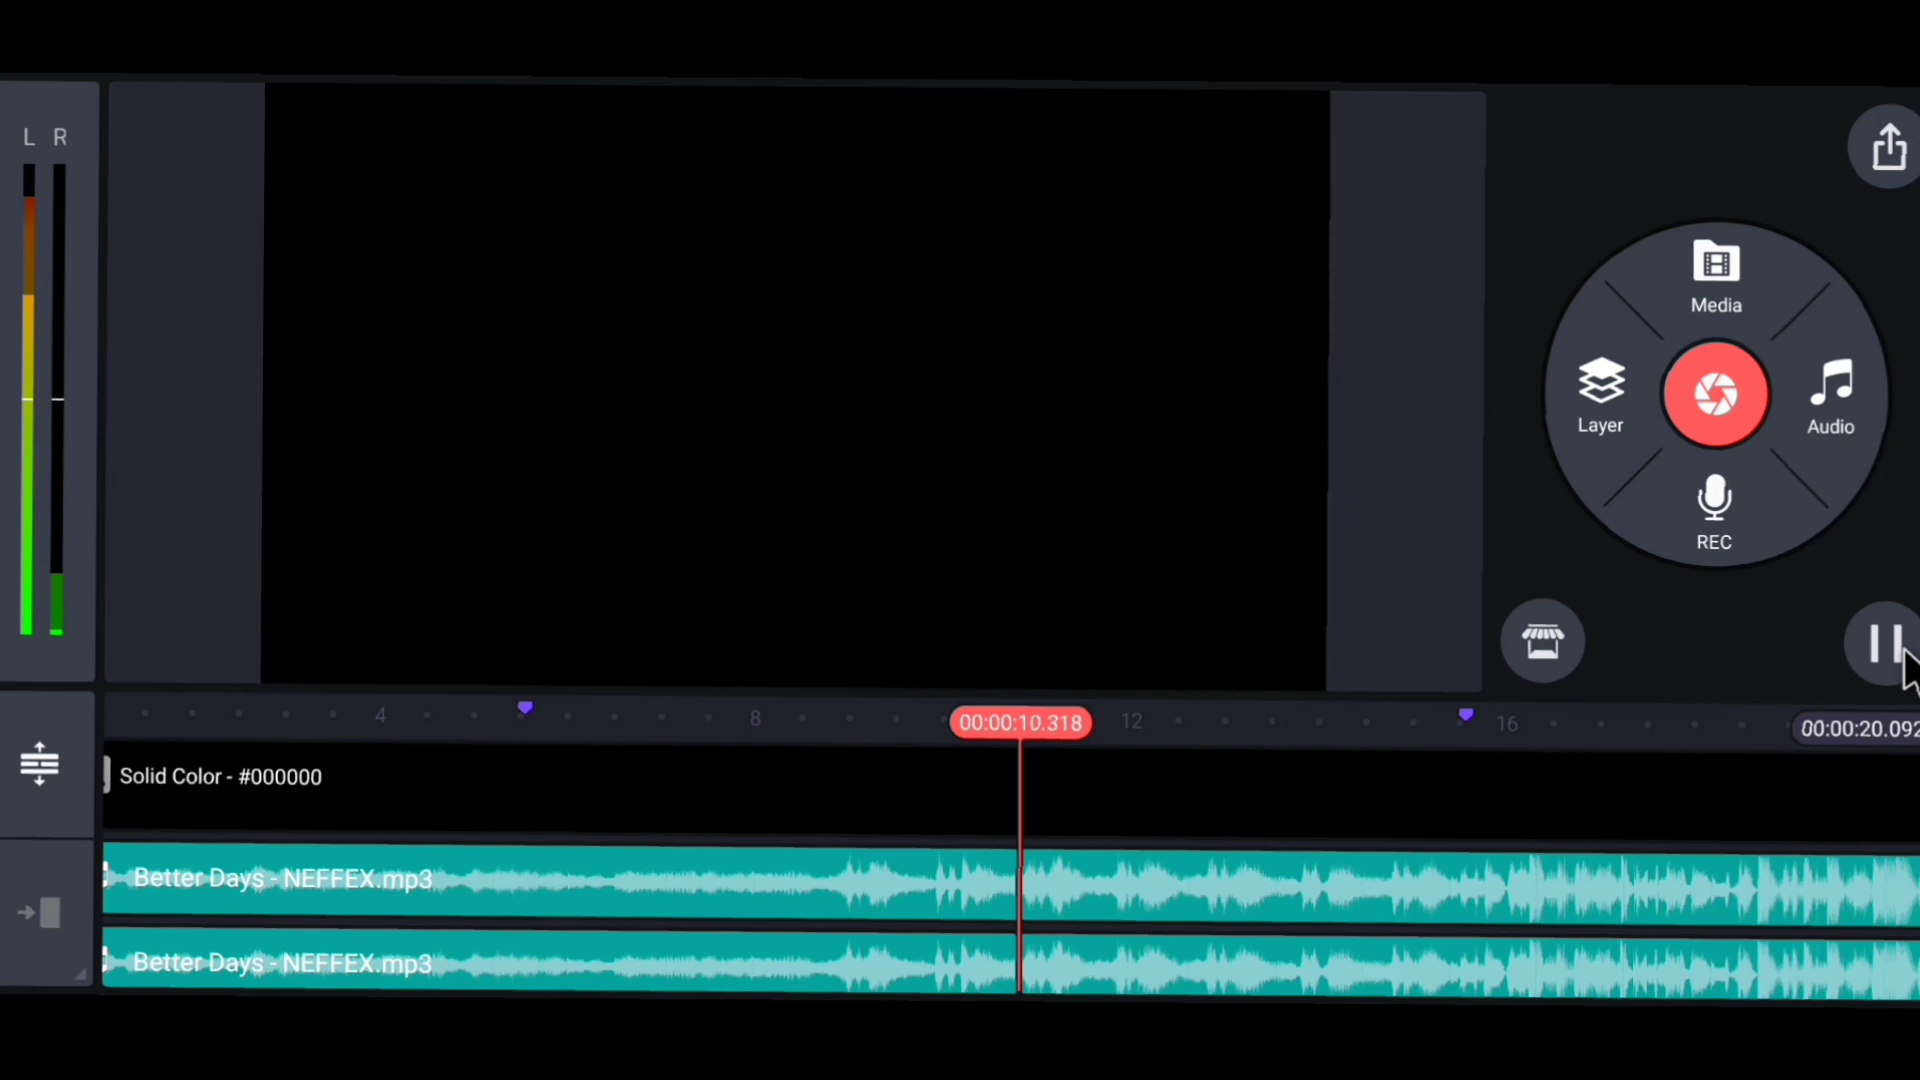 L R
Media
Layer
Audio
REC
4
8
00:00:10.318
12
16
00:00:20.092
Solid Color - #000000
Better Days - NEFFEX.mp3
Better Days - NEFFEX.mp3